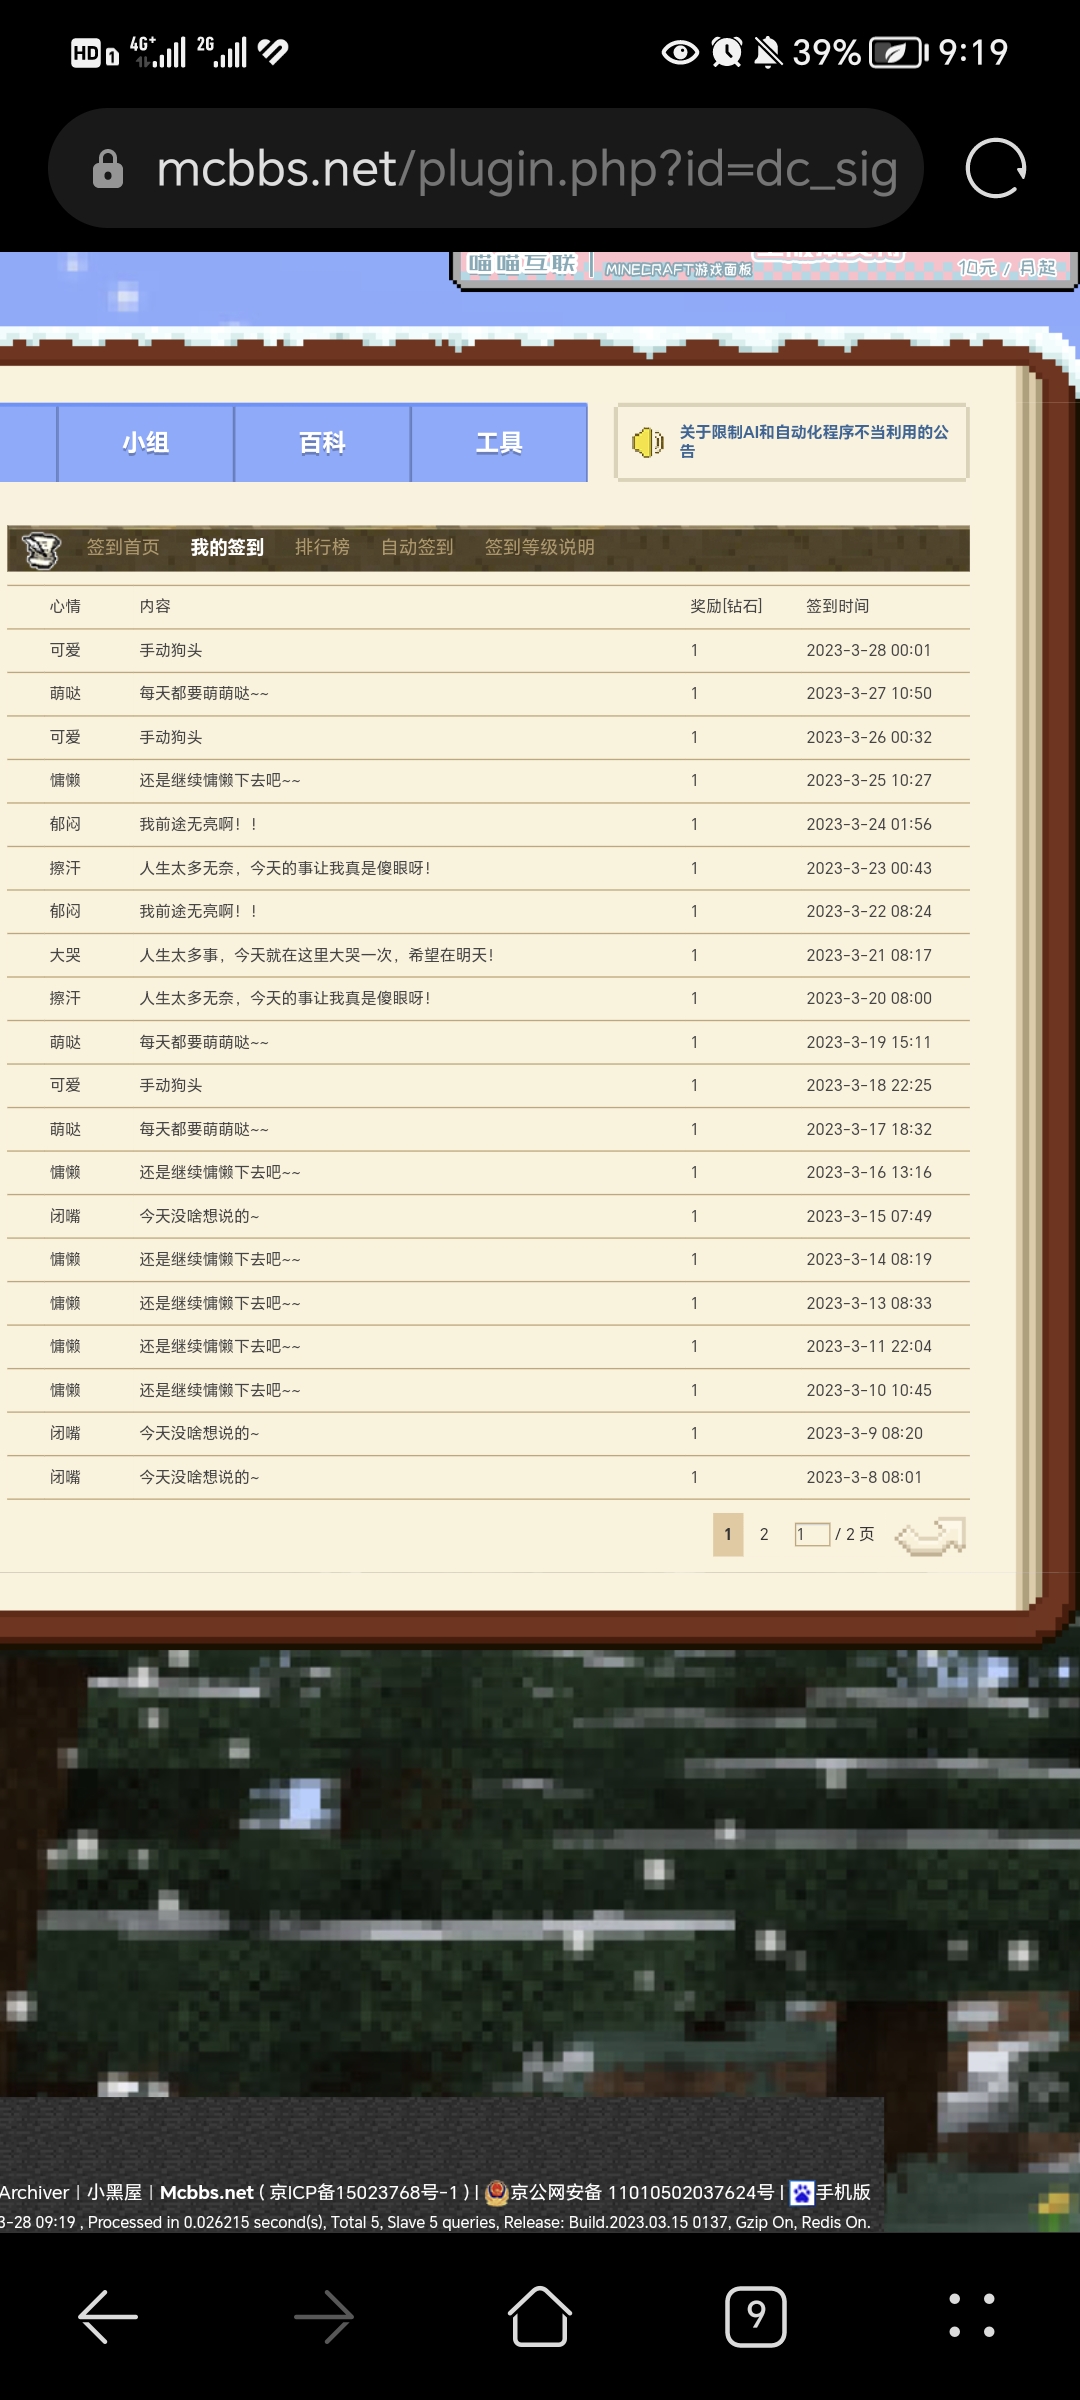 HD 1 4G+ 2G 39% 9:19
mcbbs.net/plugin.php?id=dc_sig
喵喵互联 MINECRAFT游戏面板 10元 / 月起
小组 百科 工具
关于限制AI和自动化程序不当利用的公
告
签到首页 我的签到 排行榜 自动签到 签到等级说明
心情 内容 奖励[钻石] 签到时间
可爱 手动狗头 1 2023-3-28 00:01
萌哒 每天都要萌萌哒~~ 1 2023-3-27 10:50
可爱 手动狗头 1 2023-3-26 00:32
慵懒 还是继续慵懒下去吧~~ 1 2023-3-25 10:27
郁闷 我前途无亮啊！！ 1 2023-3-24 01:56
擦汗 人生太多无奈，今天的事让我真是傻眼呀！ 1 2023-3-23 00:43
郁闷 我前途无亮啊！！ 1 2023-3-22 08:24
大哭 人生太多事，今天就在这里大哭一次，希望在明天！ 1 2023-3-21 08:17
擦汗 人生太多无奈，今天的事让我真是傻眼呀！ 1 2023-3-20 08:00
萌哒 每天都要萌萌哒~~ 1 2023-3-19 15:11
可爱 手动狗头 1 2023-3-18 22:25
萌哒 每天都要萌萌哒~~ 1 2023-3-17 18:32
慵懒 还是继续慵懒下去吧~~ 1 2023-3-16 13:16
闭嘴 今天没啥想说的~ 1 2023-3-15 07:49
慵懒 还是继续慵懒下去吧~~ 1 2023-3-14 08:19
慵懒 还是继续慵懒下去吧~~ 1 2023-3-13 08:33
慵懒 还是继续慵懒下去吧~~ 1 2023-3-11 22:04
慵懒 还是继续慵懒下去吧~~ 1 2023-3-10 10:45
闭嘴 今天没啥想说的~ 1 2023-3-9 08:20
闭嘴 今天没啥想说的~ 1 2023-3-8 08:01
1 2 1 / 2 页
Archiver | 小黑屋 | Mcbbs.net ( 京ICP备15023768号-1 ) | 京公网安备 11010502037624号 | 手机版
3-28 09:19 , Processed in 0.026215 second(s), Total 5, Slave 5 queries, Release: Build.2023.03.15 0137, Gzip On, Redis On.
9